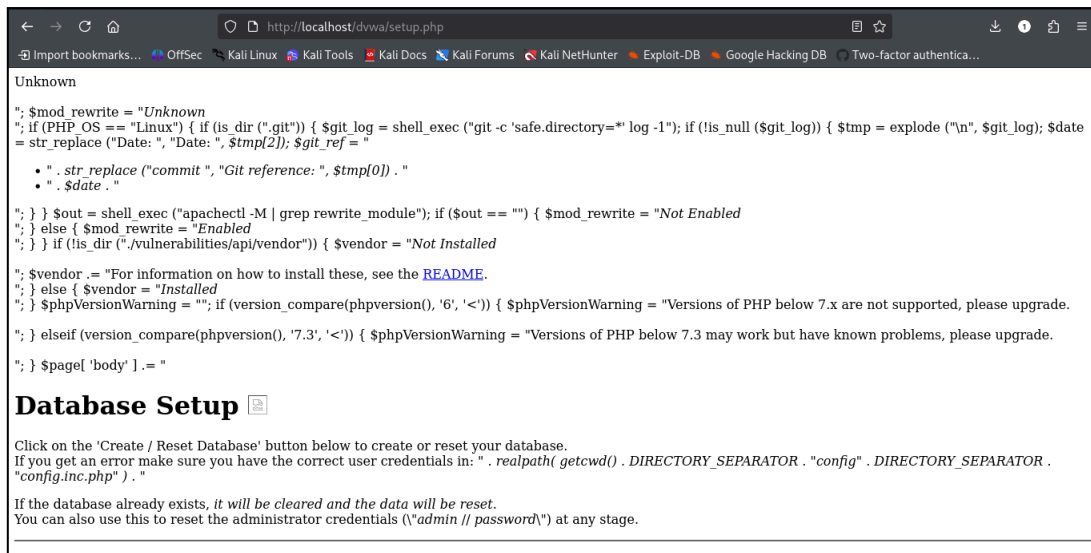 http://localhost/dvwa/setup.php
Import bookmarks... OffSec Kali Linux Kali Tools Kali Docs Kali Forums Kali NetHunter Exploit-DB Google Hacking DB Two-factor authentica...
Unknown
"; $mod_rewrite = "Unknown
"; if (PHP_OS == "Linux") { if (is_dir (".git")) { $git_log = shell_exec ("git -c 'safe.directory=*' log -1"); if (!is_null ($git_log)) { $tmp = explode ("\n", $git_log); $date
= str_replace ("Date: ", "Date: ", $tmp[2]); $git_ref = "
• " . str_replace ("commit ", "Git reference: ", $tmp[0]) . "
• " . $date . "
"; } } $out = shell_exec ("apachectl -M | grep rewrite_module"); if ($out == "") { $mod_rewrite = "Not Enabled
"; } else { $mod_rewrite = "Enabled
"; } } if (!is_dir ("./vulnerabilities/api/vendor")) { $vendor = "Not Installed
"; $vendor .= "For information on how to install these, see the README.
"; } else { $vendor = "Installed
"; } $phpVersionWarning = ""; if (version_compare(phpversion(), '6', '<')) { $phpVersionWarning = "Versions of PHP below 7.x are not supported, please upgrade.
"; } elseif (version_compare(phpversion(), '7.3', '<')) { $phpVersionWarning = "Versions of PHP below 7.3 may work but have known problems, please upgrade.
"; } $page[ 'body' ] .= "
Database Setup
Click on the 'Create / Reset Database' button below to create or reset your database.
If you get an error make sure you have the correct user credentials in: " . realpath( getcwd() . DIRECTORY_SEPARATOR . "config" . DIRECTORY_SEPARATOR .
"config.inc.php" ) . "
If the database already exists, it will be cleared and the data will be reset.
You can also use this to reset the administrator credentials (\"admin // password\") at any stage.